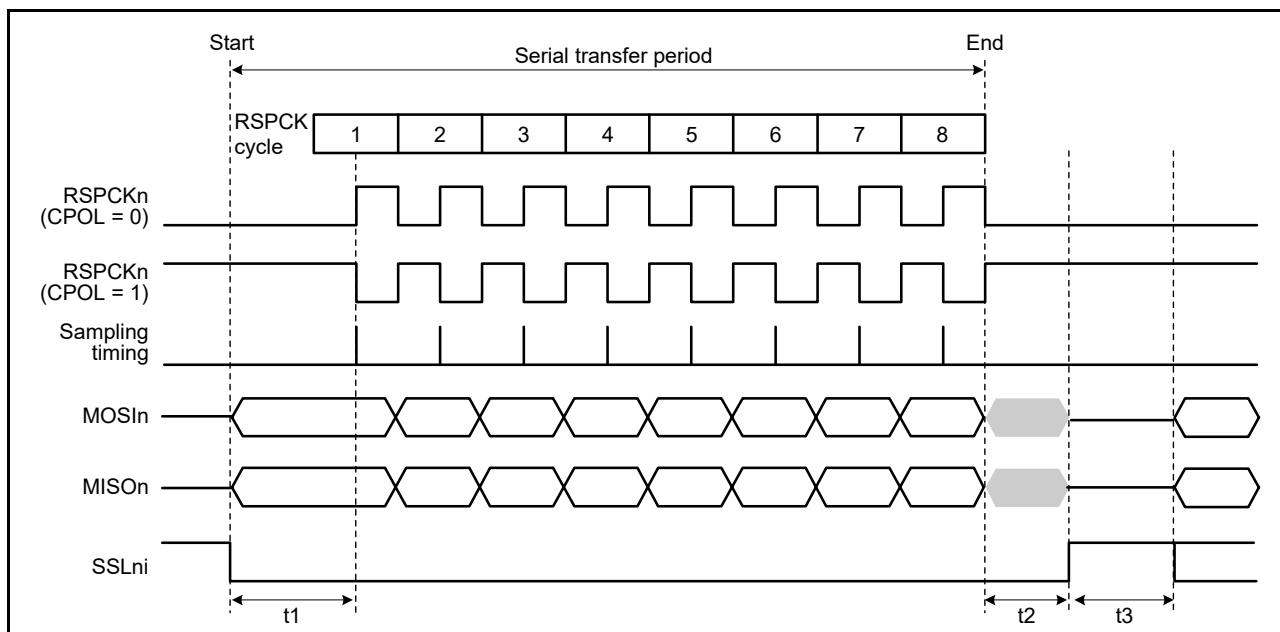 Start
End
Serial transfer period
RSPCK
cycle
1 2 3 4 5 6 7 8
RSPCKn
(CPOL = 0)
RSPCKn
(CPOL = 1)
Sampling
timing
MOSIn
MISOn
SSLni
t1 t2 t3